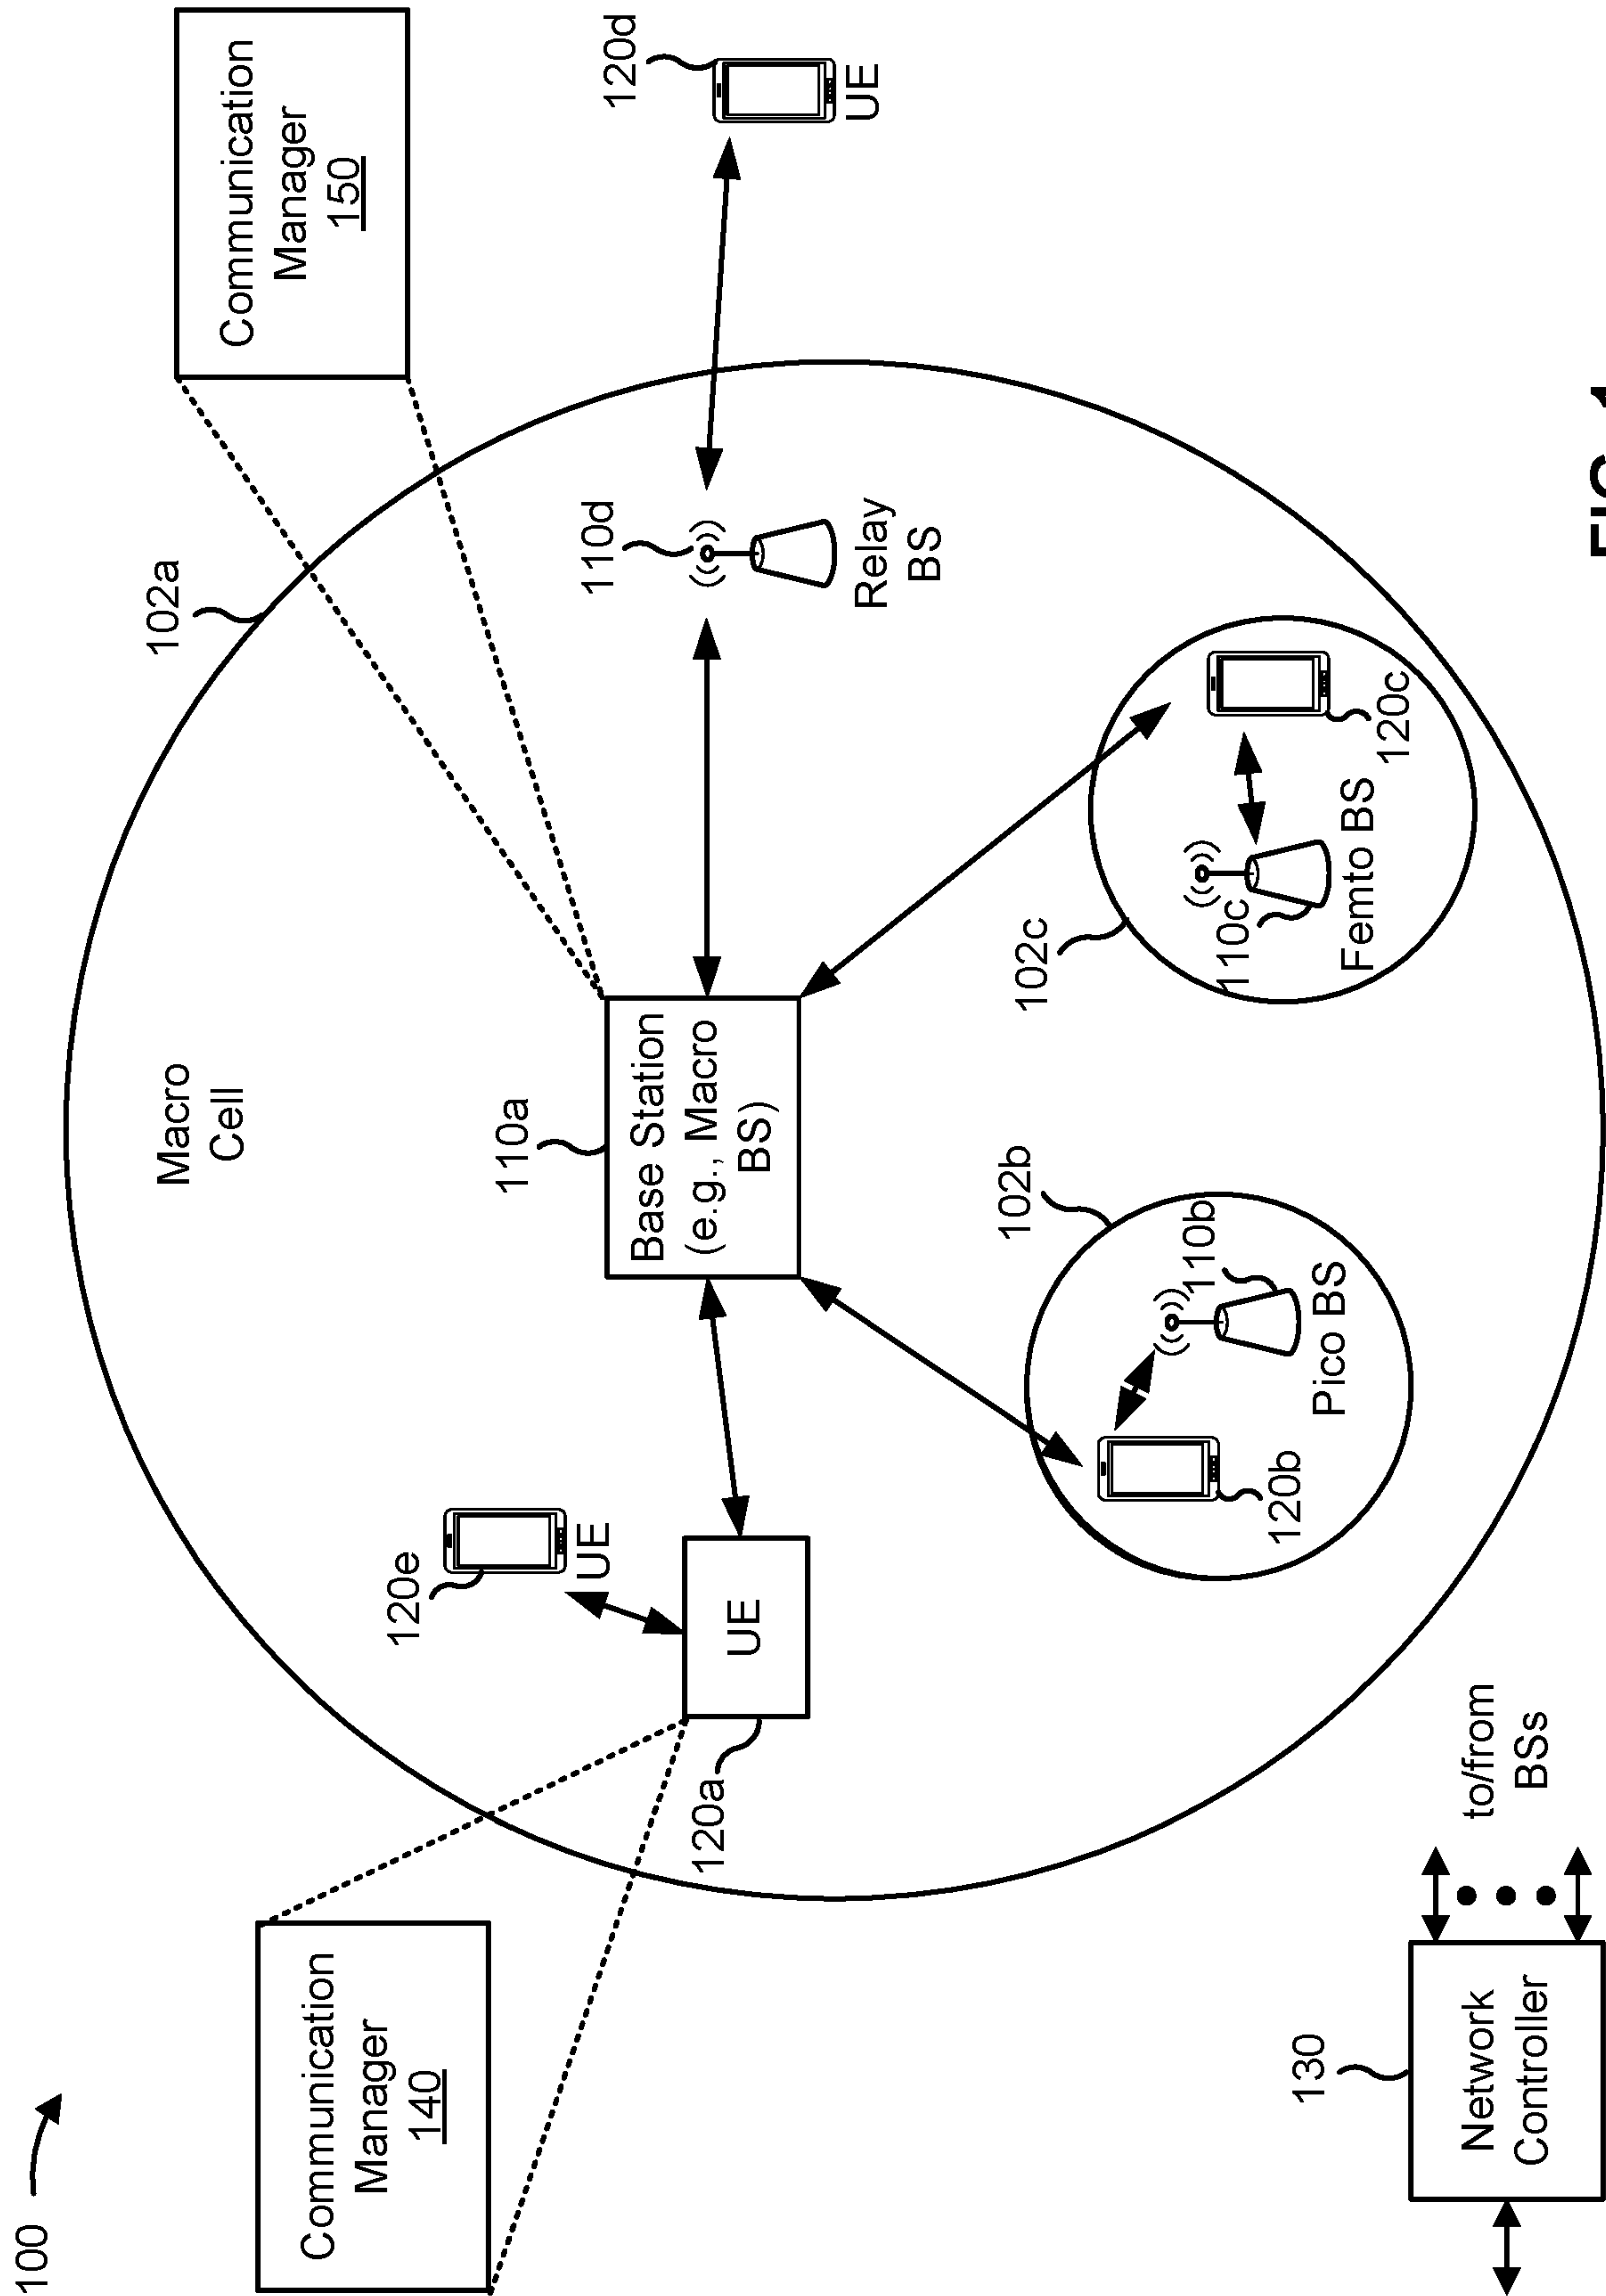 100
Communication
Manager
140
Communication
Manager
150
102a
Macro
Cell
120e
UE
120a
UE
110a
Base Station
(e.g., Macro
BS)
110d
Relay
BS
120d
UE
102b
110b
Pico BS
120b
102c
110c
Femto BS
120c
130
Network
Controller
to/from
BSs